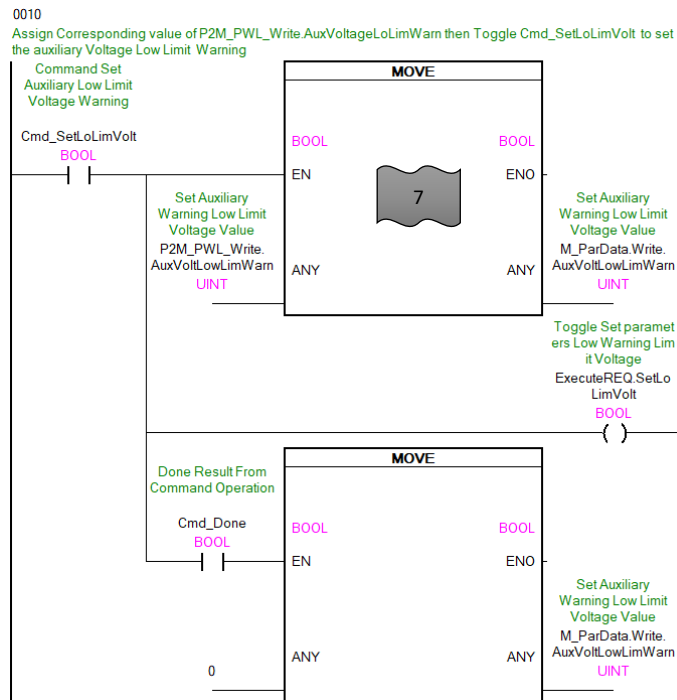 0010
Assign Corresponding value of P2M_PWL_Write.AuxVoltageLoLimWarn then Toggle Cmd_SetLoLimVolt to set
the auxiliary Voltage Low Limit Warning
Command Set
Auxiliary Low Limit
Voltage Warning
Cmd_SetLoLimVolt
BOOL
MOVE
BOOL
BOOL
EN
ENO
7
Set Auxiliary
Warning Low Limit
Voltage Value
P2M_PWL_Write.
AuxVoltLowLimWarn
UINT
ANY
ANY
Set Auxiliary
Warning Low Limit
Voltage Value
M_ParData.Write.
AuxVoltLowLimWarn
UINT
Toggle Set paramet
ers Low Warning Lim
it Voltage
ExecuteREQ.SetLo
LimVolt
BOOL
Done Result From
Command Operation
Cmd_Done
BOOL
MOVE
BOOL
BOOL
EN
ENO
0
ANY
ANY
Set Auxiliary
Warning Low Limit
Voltage Value
M_ParData.Write.
AuxVoltLowLimWarn
UINT